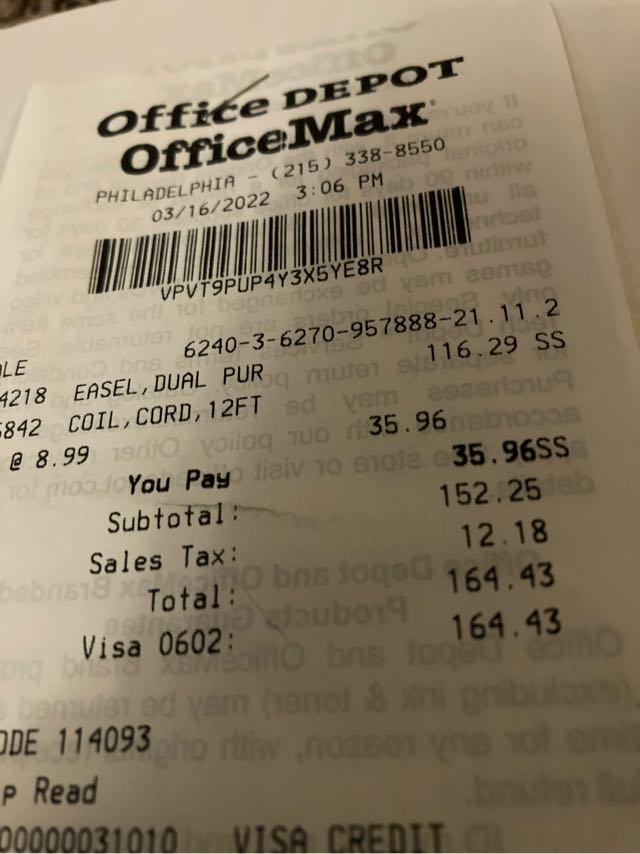 Office DEPOT
OfficeMax
PHILADELPHIA - (215) 338-8550
03/16/2022 3:06 PM
VPVT9PUP4Y3X5YE8R
6240-3-6270-957888-21.11.2
LE
4218 EASEL,DUAL PUR 116.29 SS
5842 COIL,CORD,12FT
@ 8.99 35.96
You Pay 35.96SS
Subtotal: 152.25
Sales Tax: 12.18
Total: 164.43
Visa 0602: 164.43
ODE 114093
P Read
00000031010 VISA CREDIT